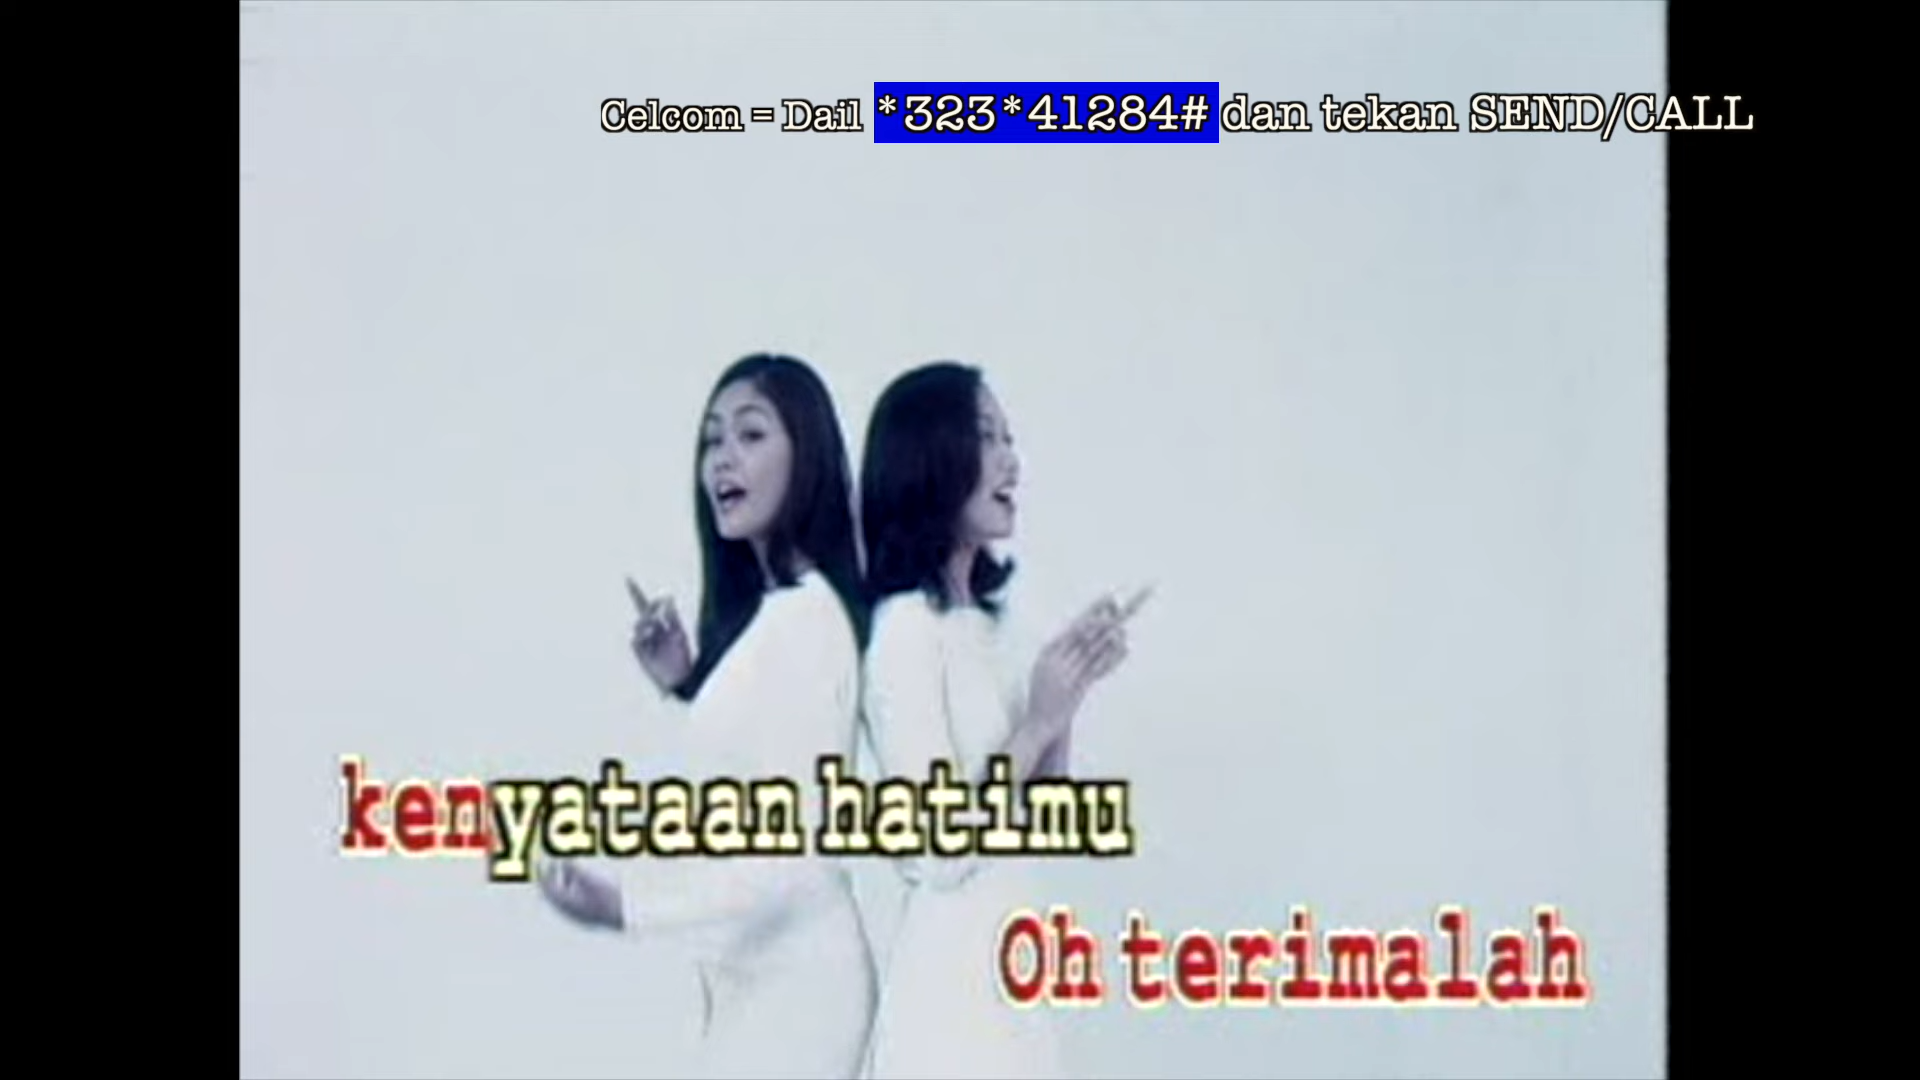 Celcom = Dail *323*41284# dan tekan SEND/CALL
kenyataan hatimu
Oh terimalah